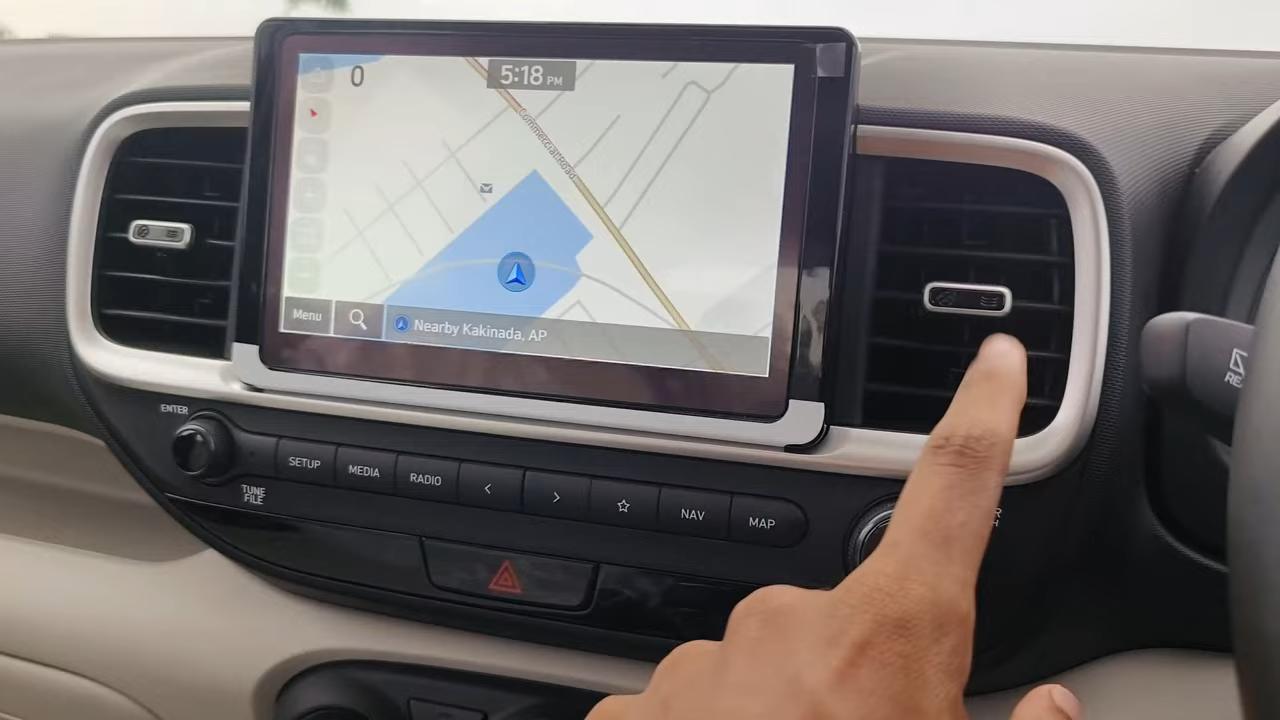 0
5:18 PM
Commercial Road
Menu
Nearby Kakinada, AP
ENTER
TUNE
FILE
SETUP
MEDIA
RADIO
NAV
MAP